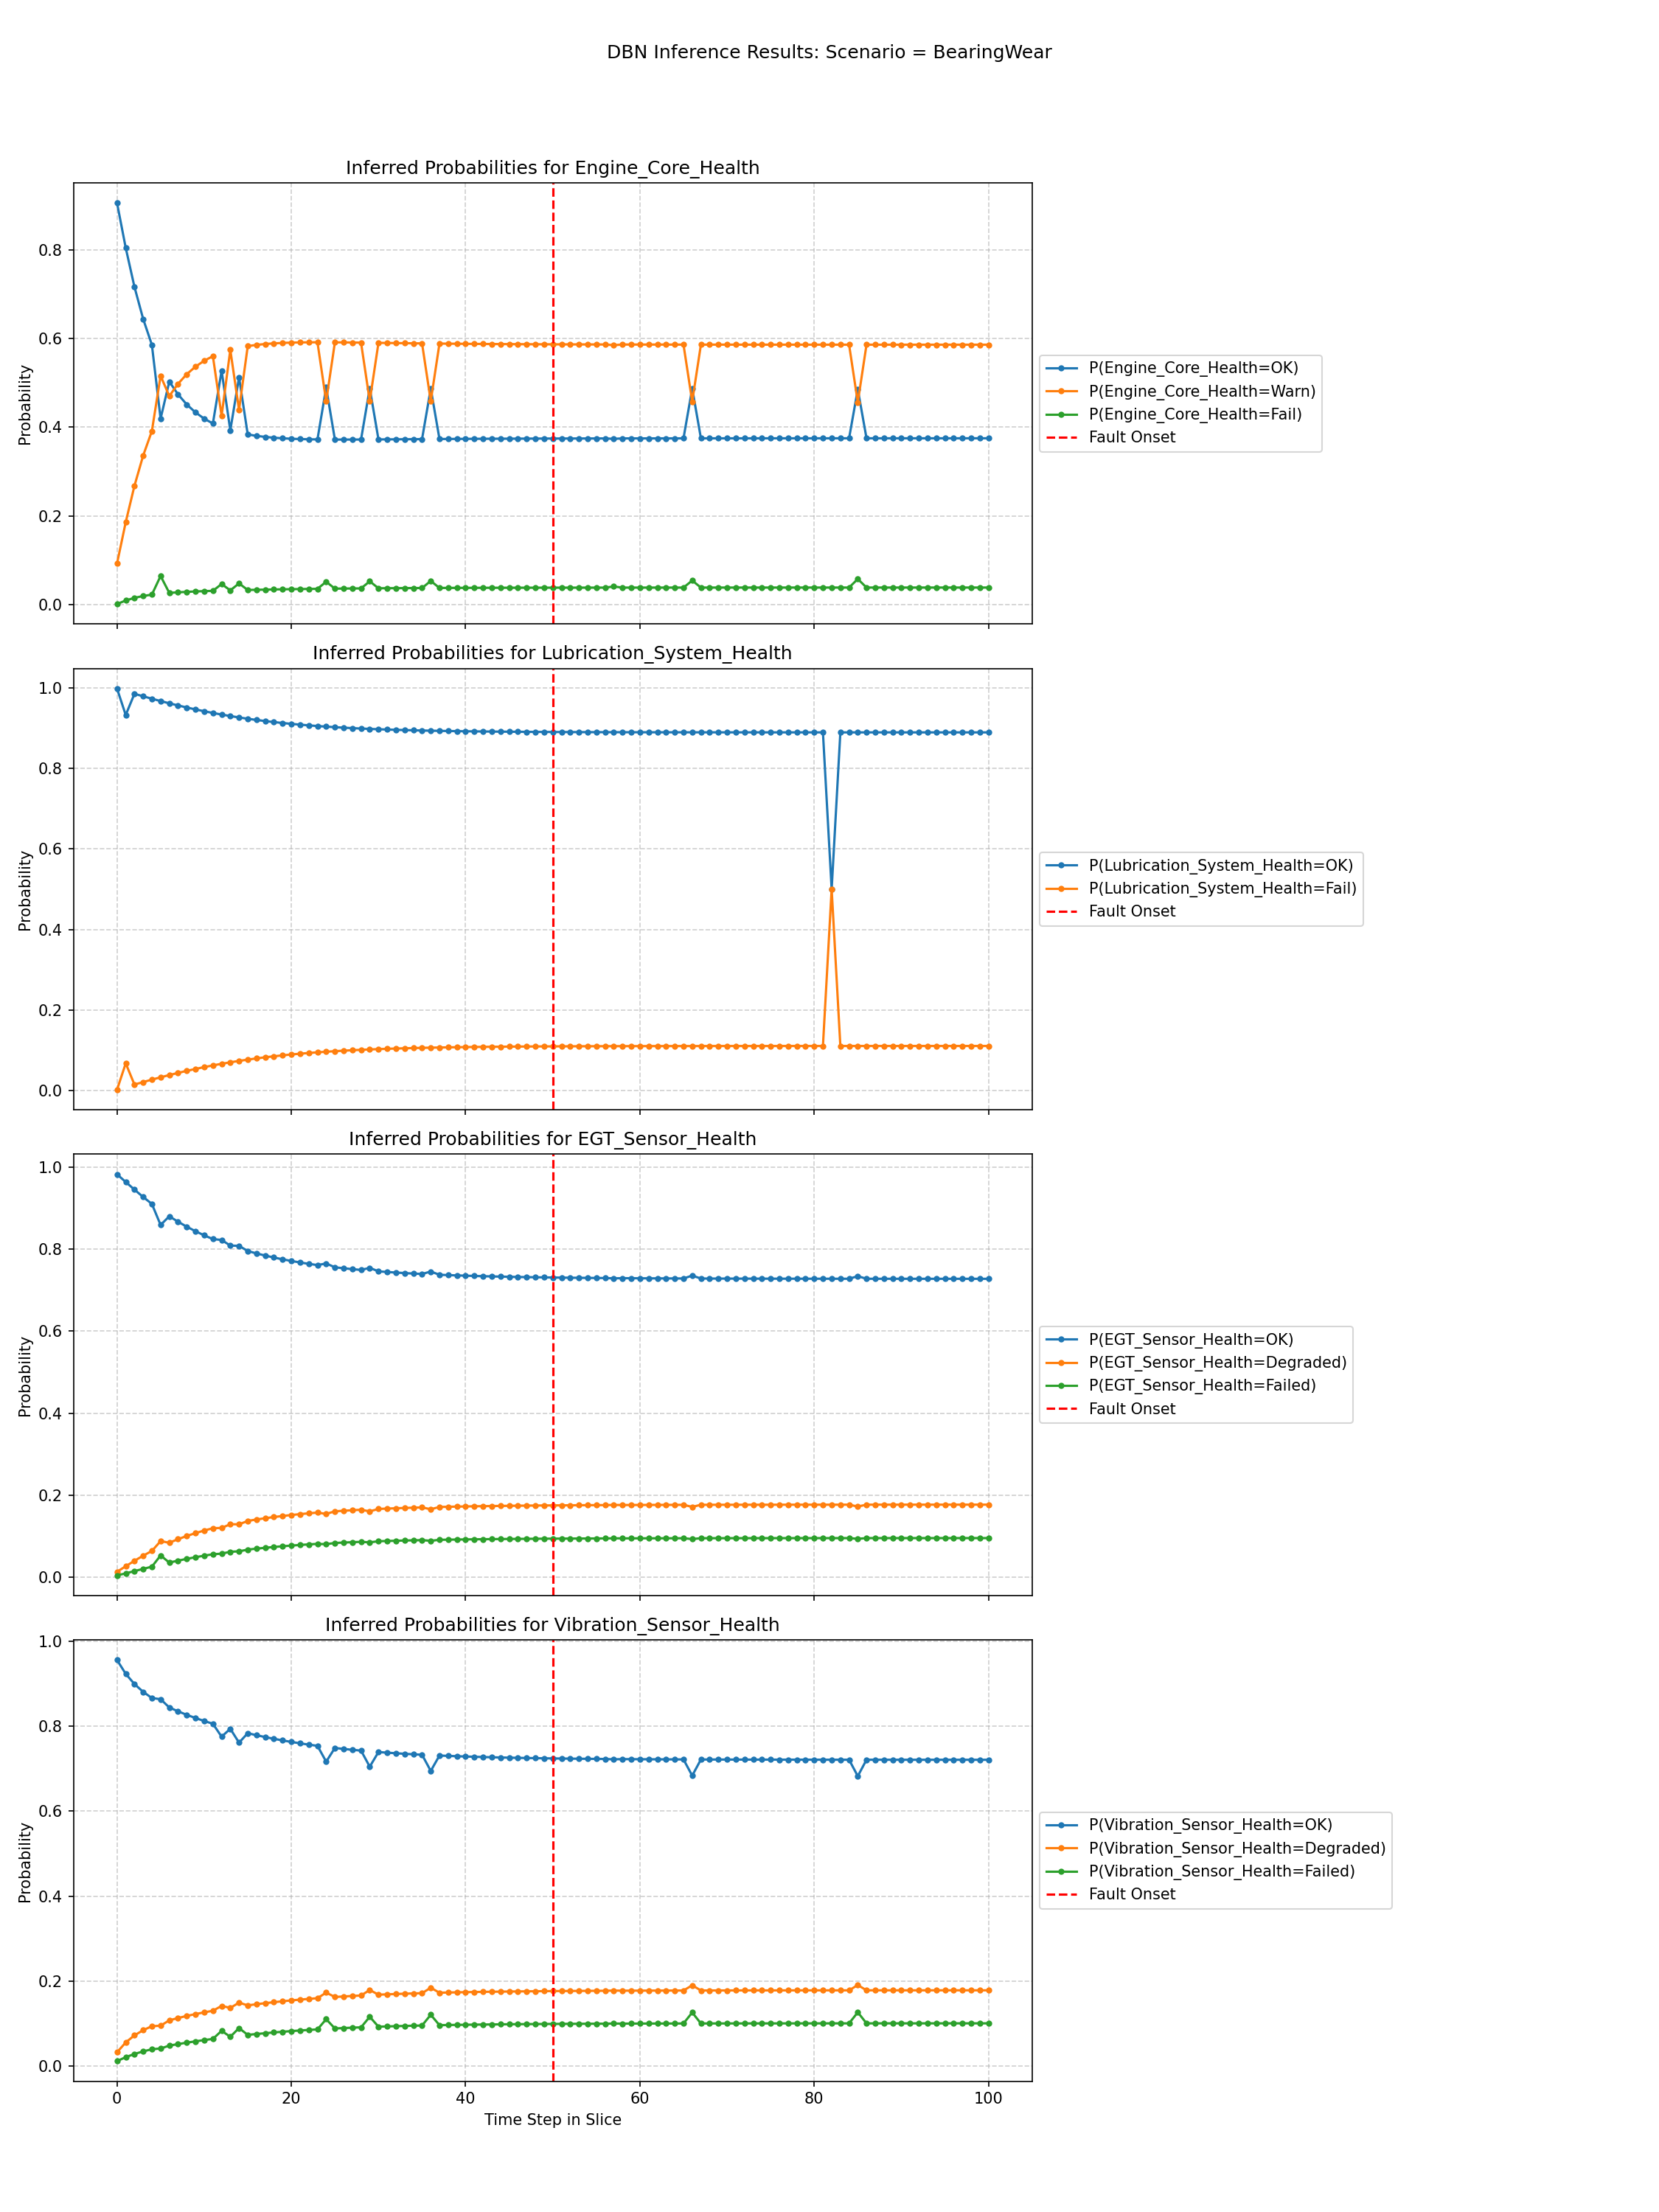 DBN Inference Results: Scenario = BearingWear
Inferred Probabilities for Engine_Core_Health
Probability
0.8
0.6
0.4
0.2
0.0
P(Engine_Core_Health=OK)
P(Engine_Core_Health=Warn)
P(Engine_Core_Health=Fail)
Fault Onset
Inferred Probabilities for Lubrication_System_Health
Probability
1.0
0.8
0.6
0.4
0.2
0.0
P(Lubrication_System_Health=OK)
P(Lubrication_System_Health=Fail)
Fault Onset
Inferred Probabilities for EGT_Sensor_Health
Probability
1.0
0.8
0.6
0.4
0.2
0.0
P(EGT_Sensor_Health=OK)
P(EGT_Sensor_Health=Degraded)
P(EGT_Sensor_Health=Failed)
Fault Onset
Inferred Probabilities for Vibration_Sensor_Health
Probability
1.0
0.8
0.6
0.4
0.2
0.0
P(Vibration_Sensor_Health=OK)
P(Vibration_Sensor_Health=Degraded)
P(Vibration_Sensor_Health=Failed)
Fault Onset
0 20 40 60 80 100
Time Step in Slice